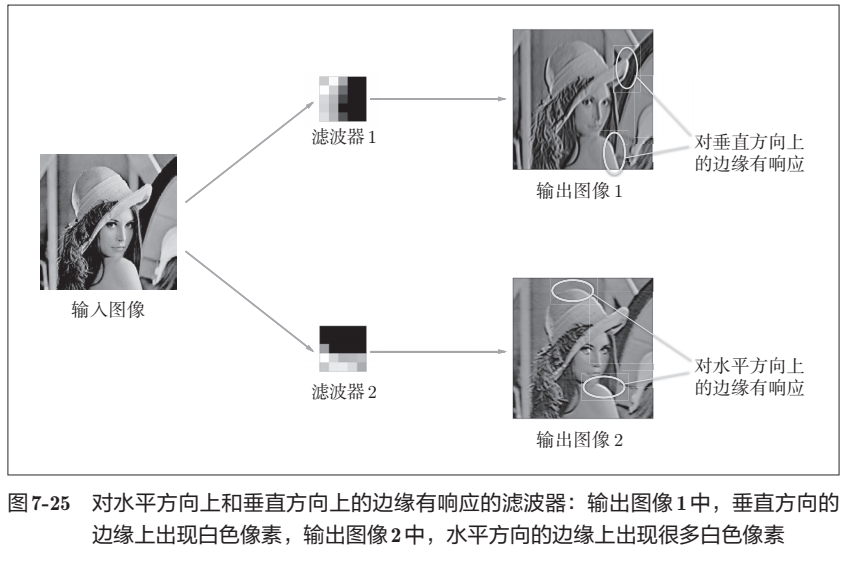 滤波器 1
对垂直方向上
的边缘有响应
输出图像 1
输入图像
滤波器 2
对水平方向上
的边缘有响应
输出图像 2
图7-25 对水平方向上和垂直方向上的边缘有响应的滤波器：输出图像1中，垂直方向的
边缘上出现白色像素，输出图像2中，水平方向的边缘上出现很多白色像素